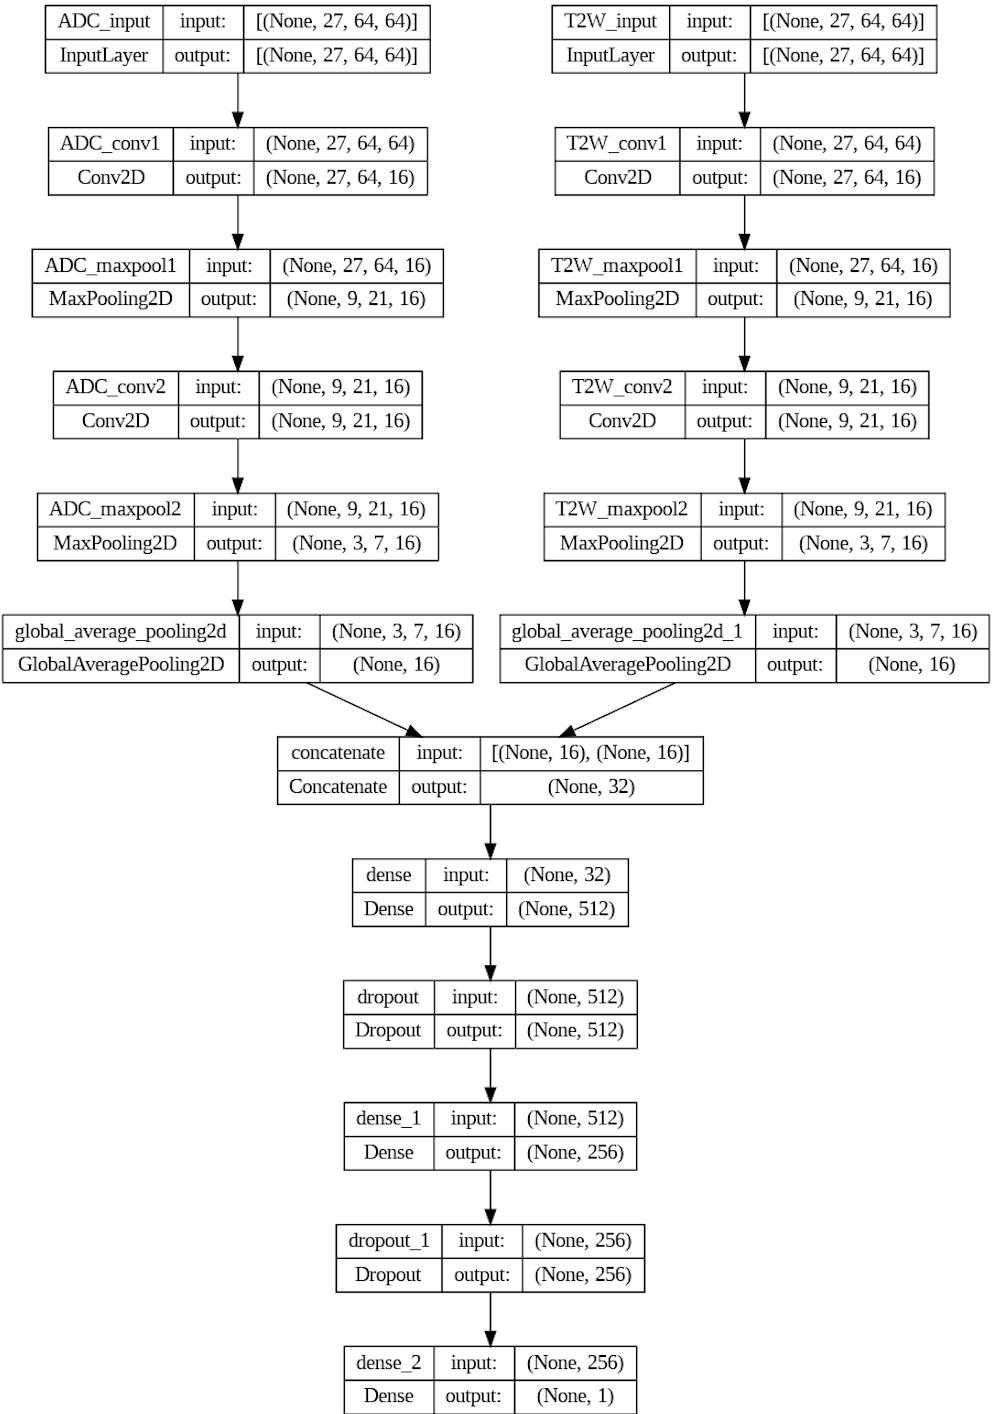 ADC_input input: [(None, 27, 64, 64)]
InputLayer output: [(None, 27, 64, 64)]
T2W_input input: [(None, 27, 64, 64)]
InputLayer output: [(None, 27, 64, 64)]
ADC_conv1 input: (None, 27, 64, 64)
Conv2D output: (None, 27, 64, 16)
T2W_conv1 input: (None, 27, 64, 64)
Conv2D output: (None, 27, 64, 16)
ADC_maxpool1 input: (None, 27, 64, 16)
MaxPooling2D output: (None, 9, 21, 16)
T2W_maxpool1 input: (None, 27, 64, 16)
MaxPooling2D output: (None, 9, 21, 16)
ADC_conv2 input: (None, 9, 21, 16)
Conv2D output: (None, 9, 21, 16)
T2W_conv2 input: (None, 9, 21, 16)
Conv2D output: (None, 9, 21, 16)
ADC_maxpool2 input: (None, 9, 21, 16)
MaxPooling2D output: (None, 3, 7, 16)
T2W_maxpool2 input: (None, 9, 21, 16)
MaxPooling2D output: (None, 3, 7, 16)
global_average_pooling2d input: (None, 3, 7, 16)
GlobalAveragePooling2D output: (None, 16)
global_average_pooling2d_1 input: (None, 3, 7, 16)
GlobalAveragePooling2D output: (None, 16)
concatenate input: [(None, 16), (None, 16)]
Concatenate output: (None, 32)
dense input: (None, 32)
Dense output: (None, 512)
dropout input: (None, 512)
Dropout output: (None, 512)
dense_1 input: (None, 512)
Dense output: (None, 256)
dropout_1 input: (None, 256)
Dropout output: (None, 256)
dense_2 input: (None, 256)
Dense output: (None, 1)